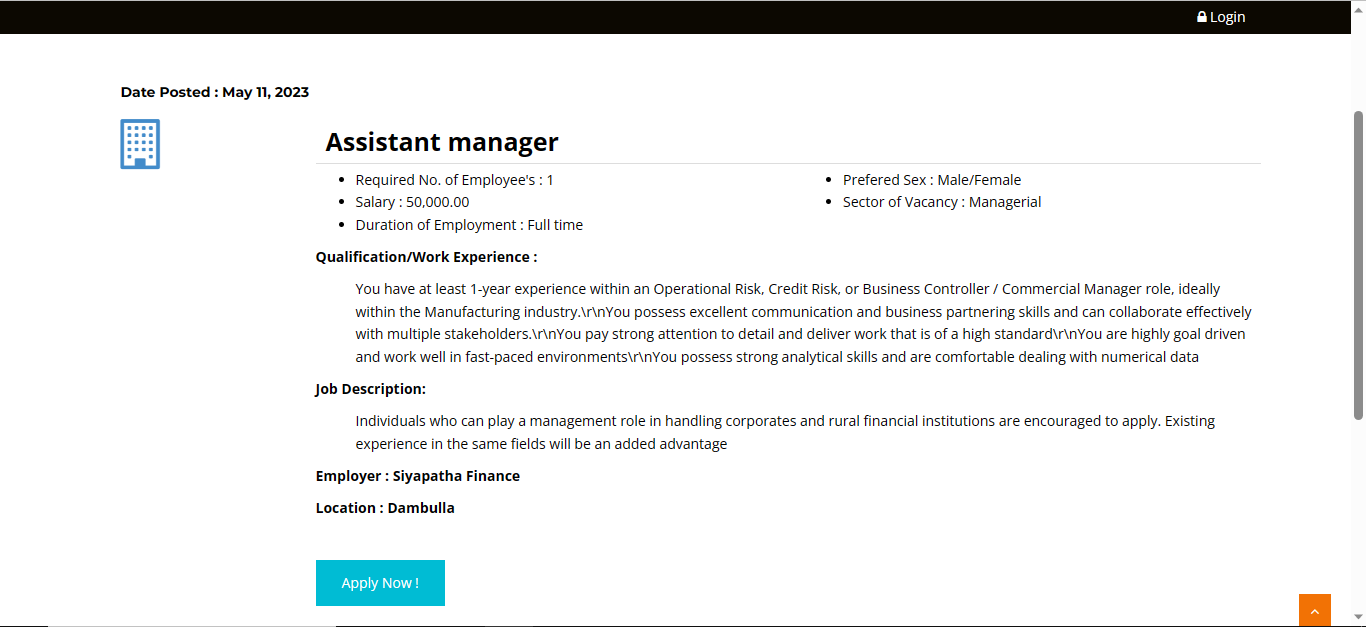 Login
Date Posted : May 11, 2023
Assistant manager
Required No. of Employee's : 1
Salary : 50,000.00
Duration of Employment : Full time
Prefered Sex : Male/Female
Sector of Vacancy : Managerial
Qualification/Work Experience :
You have at least 1-year experience within an Operational Risk, Credit Risk, or Business Controller / Commercial Manager role, ideally
within the Manufacturing industry.\r\nYou possess excellent communication and business partnering skills and can collaborate effectively
with multiple stakeholders.\r\nYou pay strong attention to detail and deliver work that is of a high standard\r\nYou are highly goal driven
and work well in fast-paced environments\r\nYou possess strong analytical skills and are comfortable dealing with numerical data
Job Description:
Individuals who can play a management role in handling corporates and rural financial institutions are encouraged to apply. Existing
experience in the same fields will be an added advantage
Employer : Siyapatha Finance
Location : Dambulla
Apply Now !